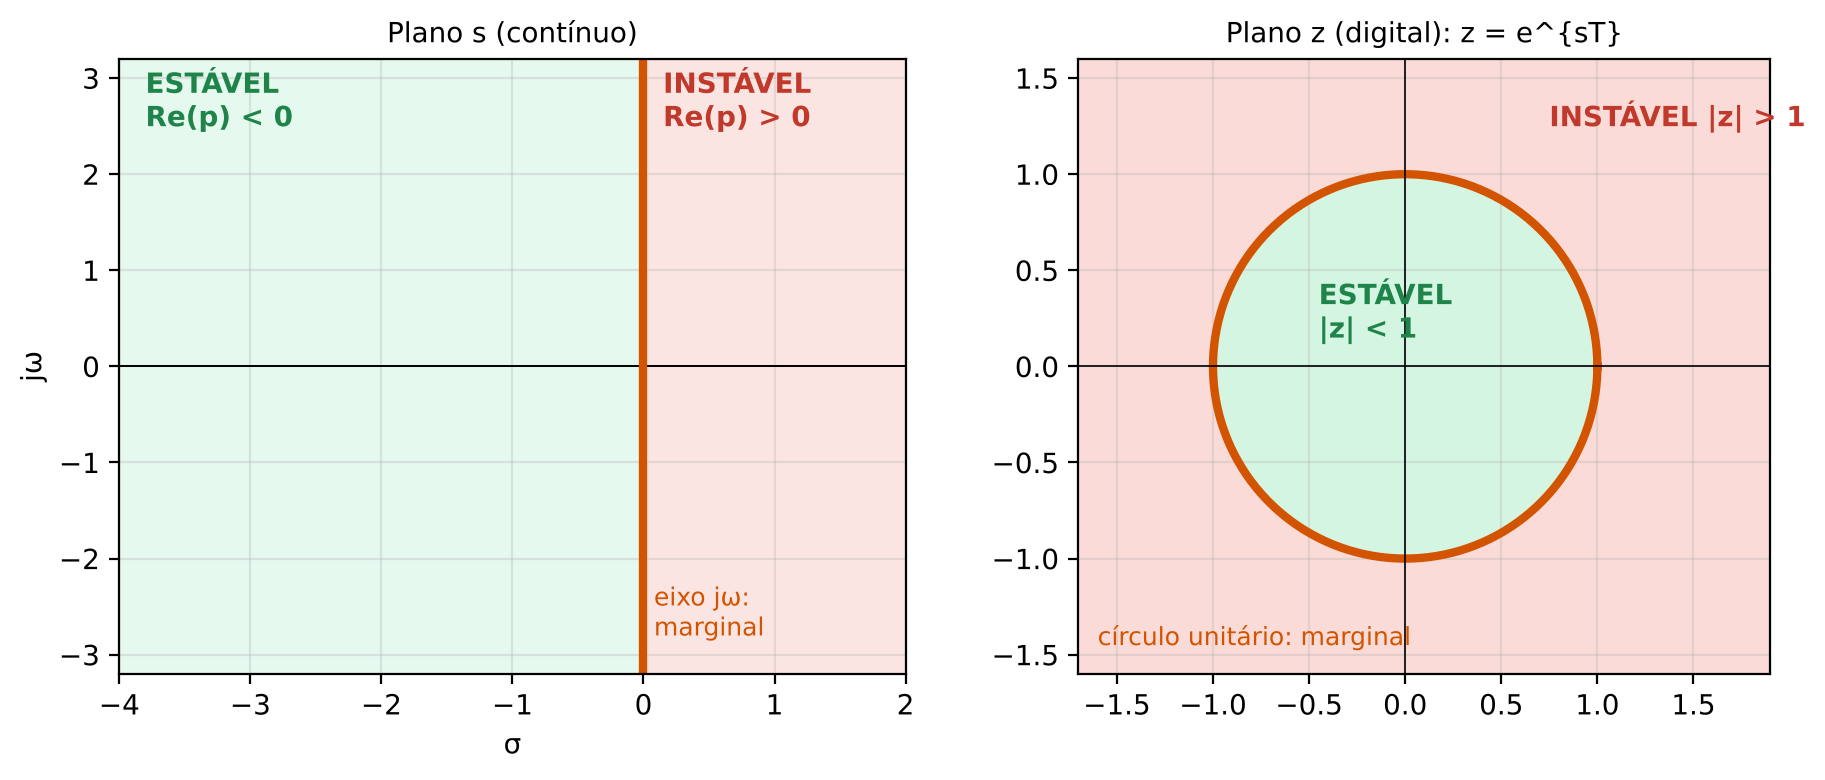 Plano s (contínuo)
ESTÁVEL
Re(p) < 0
INSTÁVEL
Re(p) > 0
eixo jω:
marginal
3
2
1
0
−1
−2
−3
jω
−4
−3
−2
−1
0
1
2
σ
Plano z (digital): z = e^{sT}
INSTÁVEL |z| > 1
ESTÁVEL
|z| < 1
círculo unitário: marginal
1.5
1.0
0.5
0.0
−0.5
−1.0
−1.5
−1.5
−1.0
−0.5
0.0
0.5
1.0
1.5